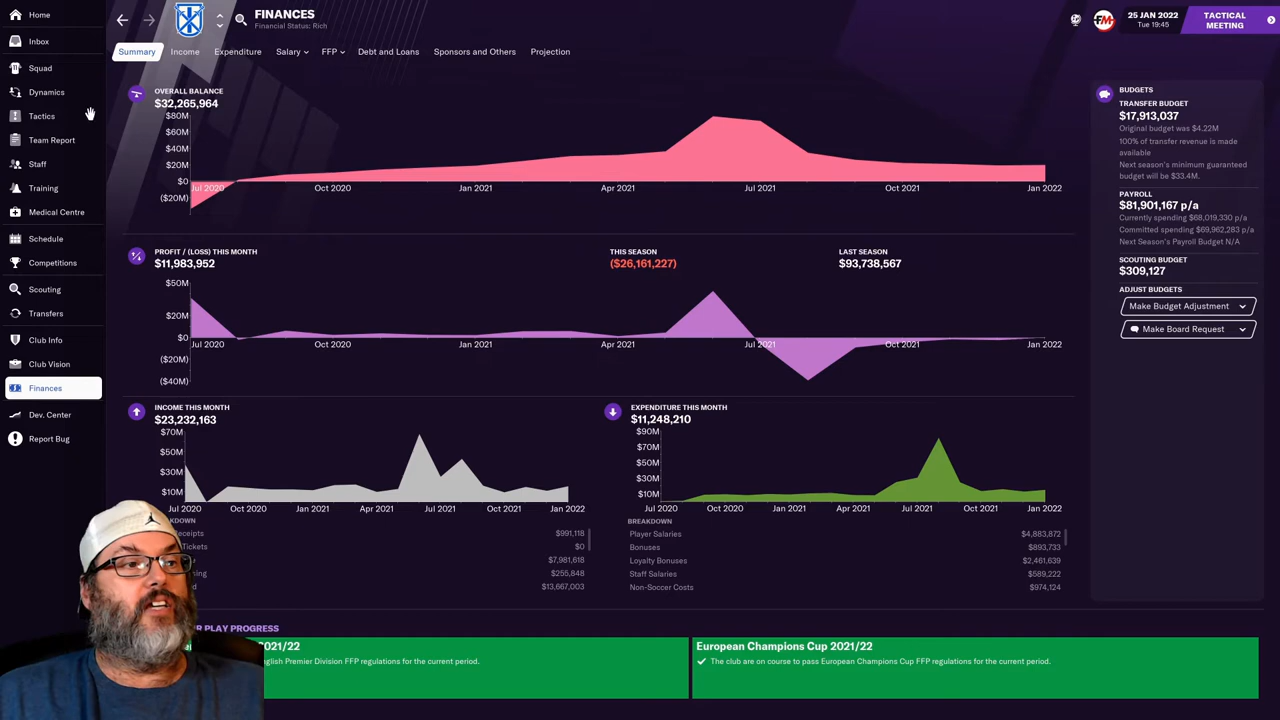 Home
Inbox
Squad
Dynamics
Tactics
Team Report
Staff
Training
Medical Centre
Schedule
Competitions
Scouting
Transfers
Club Info
Club Vision
Finances
Dev. Center
Report Bug
FINANCES
Financial Status: Rich
25 JAN 2022
Tue 19:45
TACTICAL MEETING
Summary
Income
Expenditure
Salary
FFP
Debt and Loans
Sponsors and Others
Projection
OVERALL BALANCE
$32,265,964
$80M
$60M
$40M
$20M
$0
($20M)
Jul 2020 Oct 2020 Jan 2021 Apr 2021 Jul 2021 Oct 2021 Jan 2022
PROFIT / (LOSS) THIS MONTH
$11,983,952
THIS SEASON
($26,161,227)
LAST SEASON
$93,738,567
$50M
$20M
$0
($20M)
($40M)
Jul 2020 Oct 2020 Jan 2021 Apr 2021 Jul 2021 Oct 2021 Jan 2022
INCOME THIS MONTH
$23,232,163
$70M
$50M
$30M
$10M
Jul 2020 Oct 2020 Jan 2021 Apr 2021 Jul 2021 Oct 2021 Jan 2022
Receipts $991,118
Tickets $0
$7,981,618
$255,848
$13,667,003
EXPENDITURE THIS MONTH
$11,248,210
$90M
$70M
$50M
$30M
$10M
Jul 2020 Oct 2020 Jan 2021 Apr 2021 Jul 2021 Oct 2021 Jan 2022
BREAKDOWN
Player Salaries $4,883,872
Bonuses $893,733
Loyalty Bonuses $2,461,639
Staff Salaries $589,222
Non-Soccer Costs $974,124
BUDGETS
TRANSFER BUDGET
$17,913,037
Original budget was $4.22M
100% of transfer revenue is made
available
Next season's minimum guaranteed
budget will be $33.4M.
PAYROLL
$81,901,167 p/a
Currently spending $68,019,330 p/a
Committed spending $69,962,283 p/a
Next Season's Payroll Budget N/A
SCOUTING BUDGET
$309,127
ADJUST BUDGETS
Make Budget Adjustment
Make Board Request
PLAY PROGRESS
2021/22
English Premier Division FFP regulations for the current period.
European Champions Cup 2021/22
The club are on course to pass European Champions Cup FFP regulations for the current period.